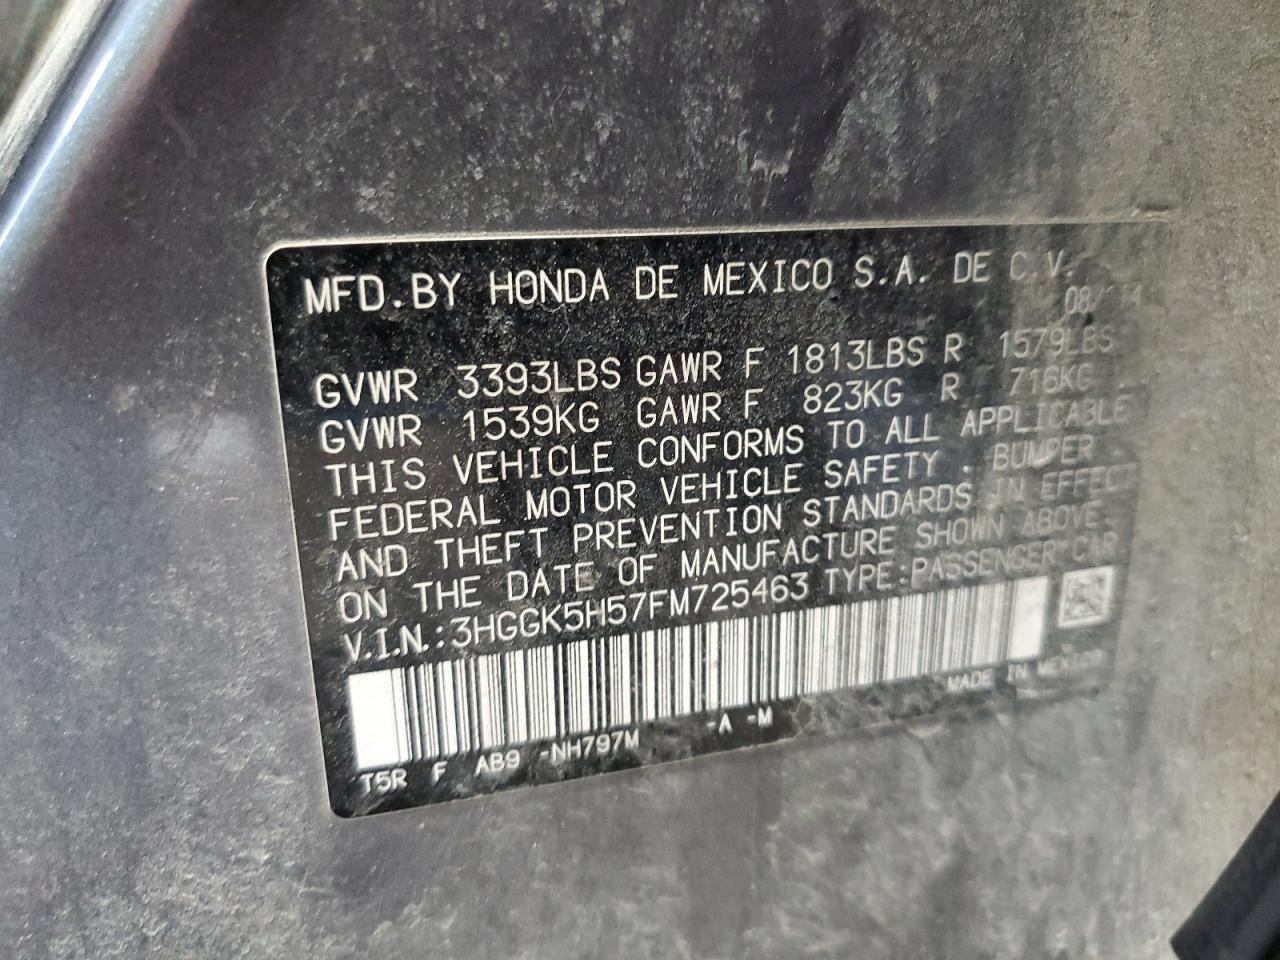 MFD.BY HONDA DE MEXICO S.A. DE C.V.
GVWR 3393LBS GAWR F 1813LBS R 1579LBS
GVWR 1539KG GAWR F 823KG R 716KG
THIS VEHICLE CONFORMS TO ALL APPLICABLE
FEDERAL MOTOR VEHICLE SAFETY , BUMPER
AND THEFT PREVENTION STANDARDS IN EFFECT
ON THE DATE OF MANUFACTURE SHOWN ABOVE.
V.I.N.:3HGGK5H57FM725463 TYPE:PASSENGER CAR
MADE IN MEXICO
T5R F AB9 -NH797M -A -M